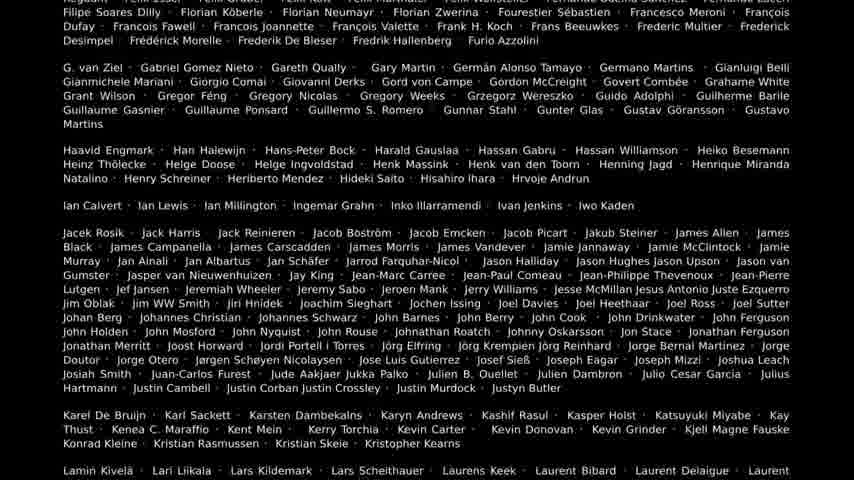 Filipe Soares Dilly · Florian Köberle · Florian Neumayr · Florian Zwerina · Fourestier Sébastien · Francesco Meroni · François
Dufay · Francois Fawell · Francois Joannette · François Valette · Frank H. Koch · Frans Beeuwkes · Frederic Multier · Frederick
Desimpel · Frédérick Morelle · Frederik De Bleser · Fredrik Hallenberg · Furio Azzolini
G. van Ziel · Gabriel Gomez Nieto · Gareth Qually · Gary Martin · Germán Alonso Tamayo · Germano Martins · Gianluigi Belli
Gianmichele Mariani · Giorgio Comai · Giovanni Derks · Gord von Campe · Gordon McCreight · Govert Combée · Grahame White
Grant Wilson · Gregor Féng · Gregory Nicolas · Gregory Weeks · Grzegorz Wereszko · Guido Adolphi · Guilherme Barile
Guillaume Gasnier · Guillaume Ponsard · Guillermo S. Romero · Gunnar Stahl · Gunter Glas · Gustav Göransson · Gustavo
Martins
Haavid Engmark · Han Halewijn · Hans-Peter Bock · Harald Gauslaa · Hassan Gabru · Hassan Williamson · Heiko Besemann
Heinz Thölecke · Helge Doose · Helge Ingvoldstad · Henk Massink · Henk van den Toorn · Henning Jagd · Henrique Miranda
Natalino · Henry Schreiner · Heriberto Mendez · Hideki Saito · Hisahiro Ihara · Hrvoje Andrun
Ian Calvert · Ian Lewis · Ian Millington · Ingemar Grahn · Inko Illarramendi · Ivan Jenkins · Iwo Kaden
Jacek Rosik · Jack Harris · Jack Reinieren · Jacob Boström · Jacob Emcken · Jacob Picart · Jakub Steiner · James Allen · James
Black · James Campanella · James Carscadden · James Morris · James Vandever · Jamie Jannaway · Jamie McClintock · Jamie
Murray · Jan Ainali · Jan Albartus · Jan Schäfer · Jarrod Farquhar-Nicol · Jason Halliday · Jason Hughes Jason Upson · Jason van
Gumster · Jasper van Nieuwenhuizen · Jay King · Jean-Marc Carree · Jean-Paul Comeau · Jean-Philippe Thevenoux · Jean-Pierre
Lutgen · Jef Jansen · Jeremiah Wheeler · Jeremy Sabo · Jeroen Mank · Jerry Williams · Jesse McMillan Jesus Antonio Juste Ezquerro
Jim Oblak · Jim WW Smith · Jiri Hnídek · Joachim Sieghart · Jochen Issing · Joel Davies · Joel Heethaar · Joel Ross · Joel Sutter
Johan Berg · Johannes Christian · Johannes Schwarz · John Barnes · John Berry · John Cook · John Drinkwater · John Ferguson
John Holden · John Mosford · John Nyquist · John Rouse · Johnathan Roatch · Johnny Oskarsson · Jon Stace · Jonathan Ferguson
Jonathan Merritt · Joost Horward · Jordi Portell i Torres · Jörg Elfring · Jörg Krempien Jörg Reinhard · Jorge Bernal Martinez · Jorge
Doutor · Jorge Otero · Jørgen Schøyen Nicolaysen · Jose Luis Gutierrez · Josef Sieß · Joseph Eagar · Joseph Mizzi · Joshua Leach
Josiah Smith · Juan-Carlos Furest · Jude Aakjaer Jukka Palko · Julien B. Ouellet · Julien Dambron · Julio Cesar Garcia · Julius
Hartmann · Justin Cambell · Justin Corban Justin Crossley · Justin Murdock · Justyn Butler
Karel De Bruijn · Karl Sackett · Karsten Dambekalns · Karyn Andrews · Kashif Rasul · Kasper Holst · Katsuyuki Miyabe · Kay
Thust · Kenea C. Maraffio · Kent Mein · Kerry Torchia · Kevin Carter · Kevin Donovan · Kevin Grinder · Kjell Magne Fauske
Konrad Kleine · Kristian Rasmussen · Kristian Skeie · Kristopher Kearns
Lamin Kivelä · Lari Liikala · Lars Kildemark · Lars Scheithauer · Laurens Keek · Laurent Bibard · Laurent Delaigue · Laurent